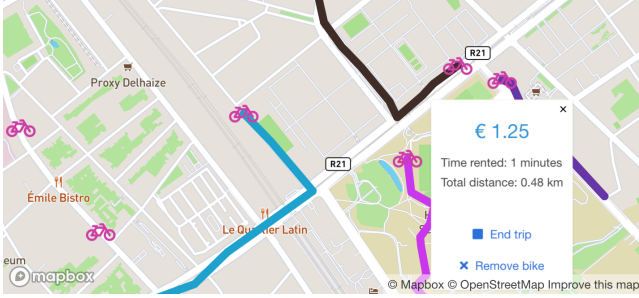 R21
Proxy Delhaize
×
€ 1.25
Time rented: 1 minutes
Total distance: 0.48 km
R21
Émile Bistro
Le Quartier Latin
End trip
× Remove bike
eum
mapbox
© Mapbox © OpenStreetMap Improve this map